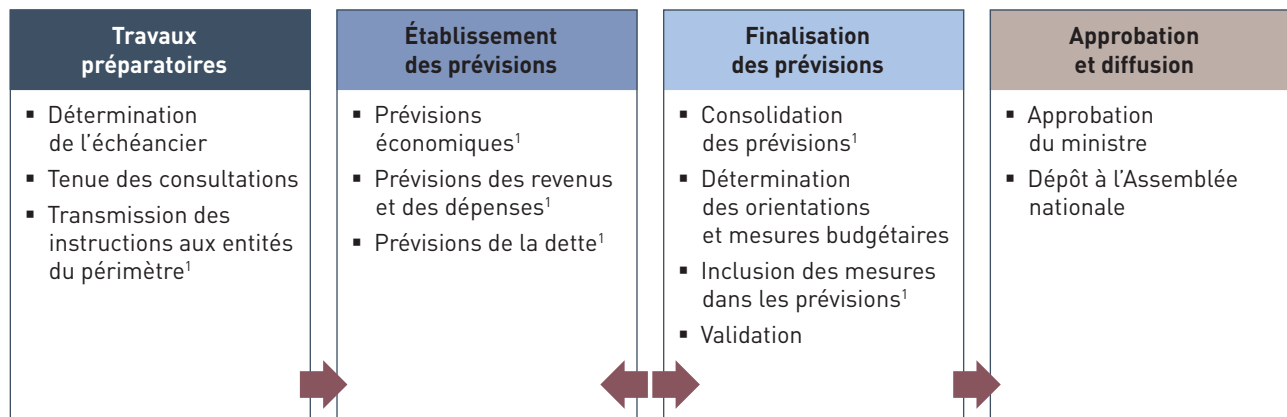 Travaux
préparatoires
▪ Détermination
de l'échéancier
▪ Tenue des consultations
▪ Transmission des
instructions aux entités
du périmètre¹
Établissement
des prévisions
▪ Prévisions
économiques¹
▪ Prévisions des revenus
et des dépenses¹
▪ Prévisions de la dette¹
Finalisation
des prévisions
▪ Consolidation
des prévisions¹
▪ Détermination
des orientations
et mesures budgétaires
▪ Inclusion des mesures
dans les prévisions¹
▪ Validation
Approbation
et diffusion
▪ Approbation
du ministre
▪ Dépôt à l'Assemblée
nationale